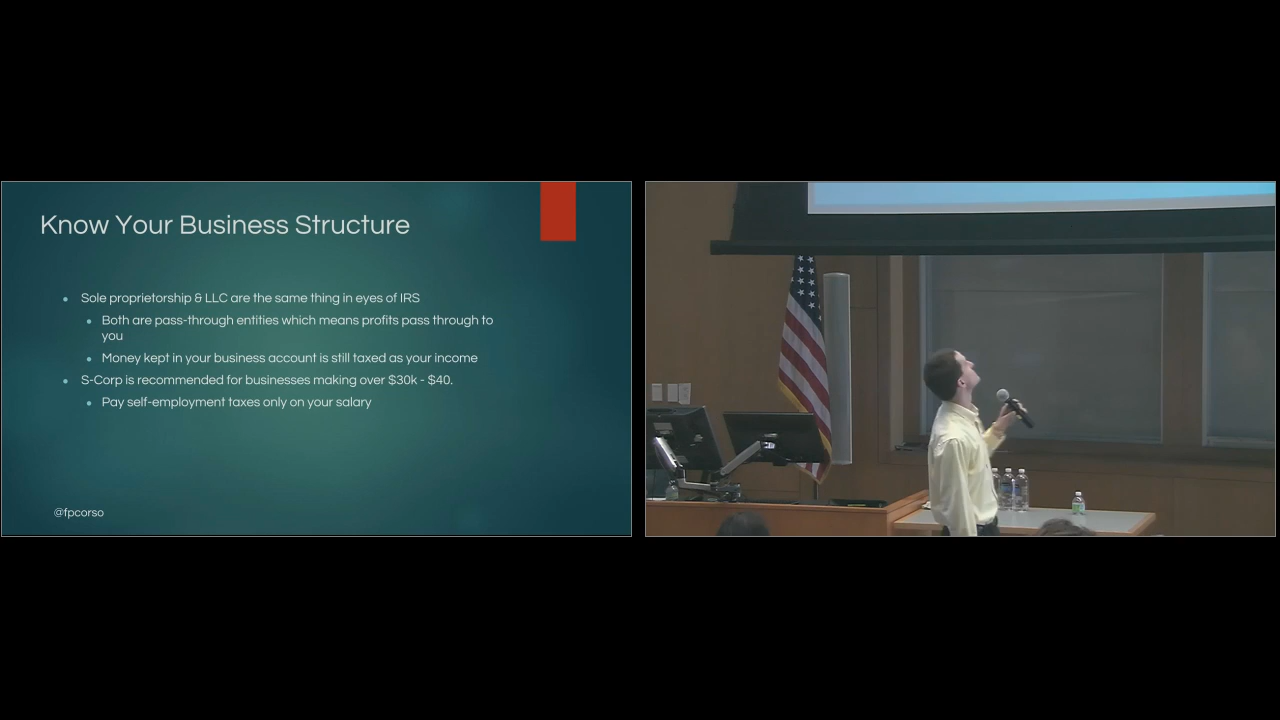 Know Your Business Structure
Sole proprietorship & LLC are the same thing in eyes of IRS
Both are pass-through entities which means profits pass through to
you
Money kept in your business account is still taxed as your income
S-Corp is recommended for businesses making over $30k - $40.
Pay self-employment taxes only on your salary
@fpcorso